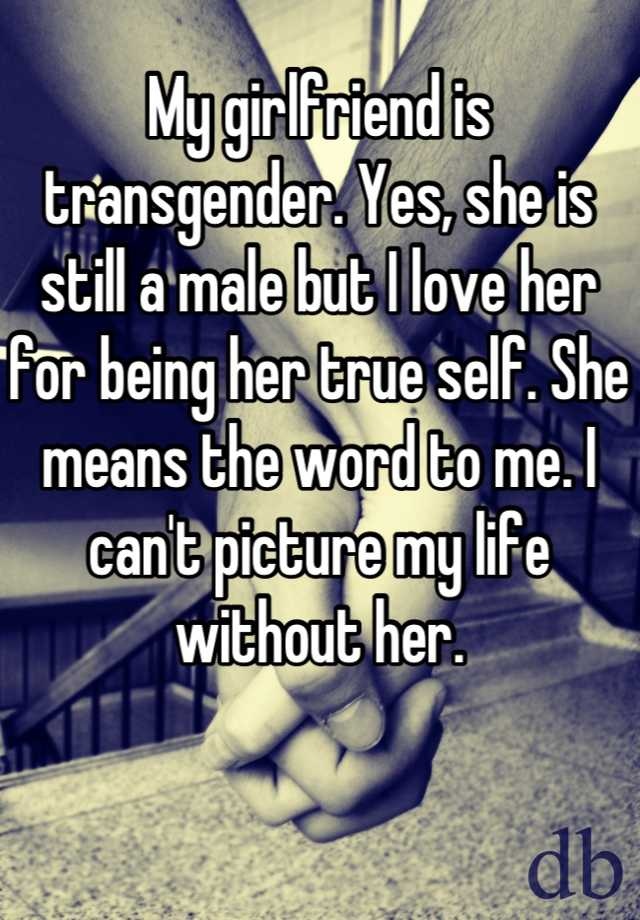 My girlfriend is
transgender. Yes, she is
still a male but I love her
for being her true self. She
means the word to me. I
can't picture my life
without her.
db